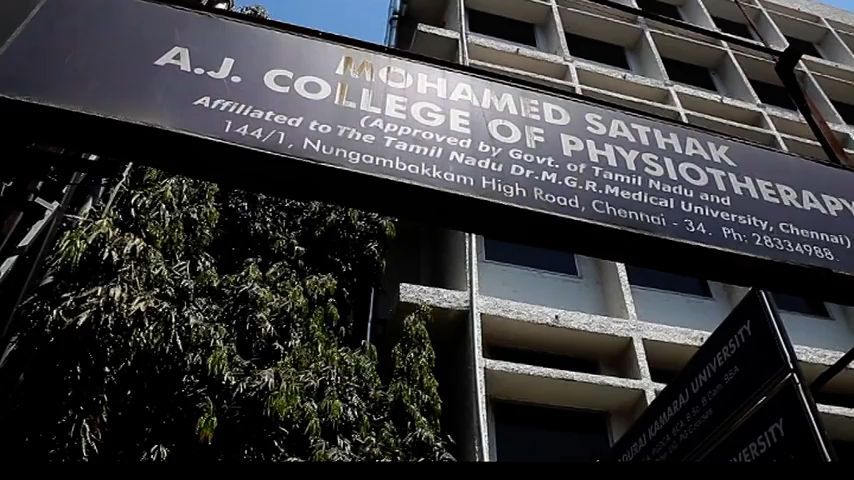 MOHAMED SATHAK
A.J. COLLEGE OF PHYSIOTHERAPY
(Approved by Govt. of Tamil Nadu and
Affiliated to The Tamil Nadu Dr.M.G.R.Medical University, Chennai)
144/1, Nungambakkam High Road, Chennai - 34. Ph: 28334988.
KAMARAJ UNIVERSITY